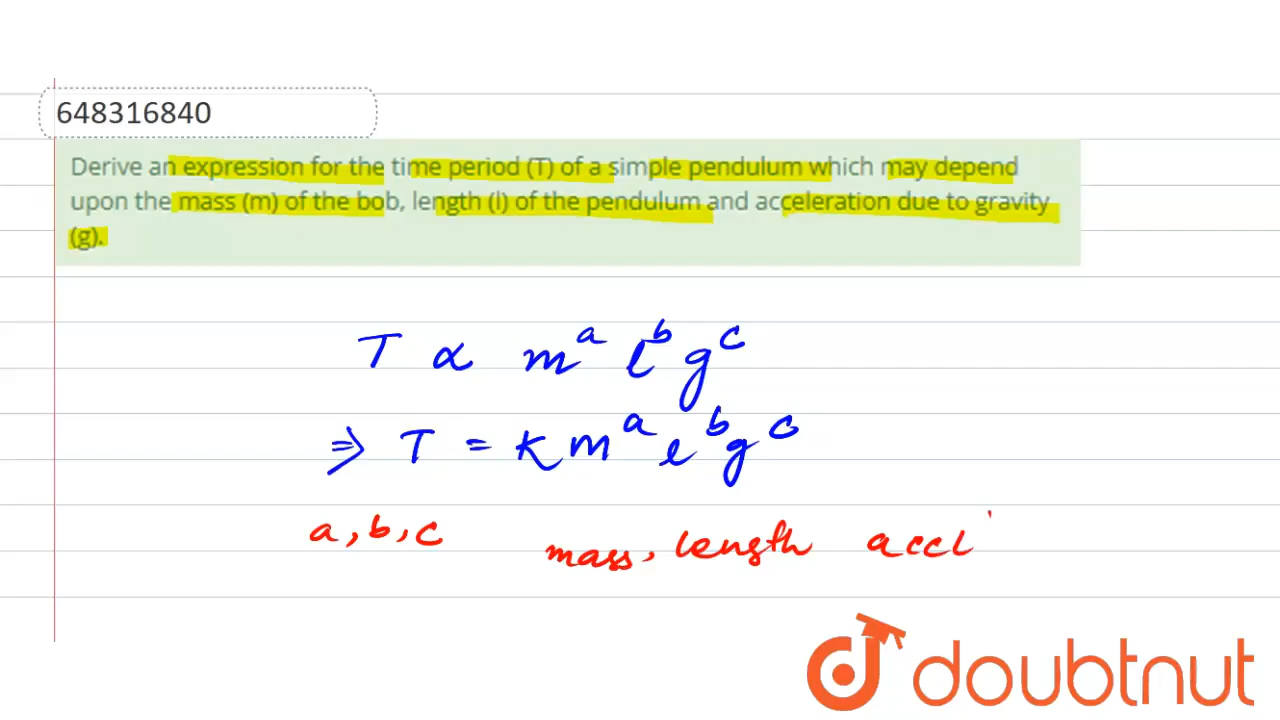 648316840
Derive an expression for the time period (T) of a simple pendulum which may depend
upon the mass (m) of the bob, length (l) of the pendulum and acceleration due to gravity
(g).
T ∝ m^a l^b g^c
⇒ T = K m^a l^b g^c
a, b, c mass, length accl
doubtnut